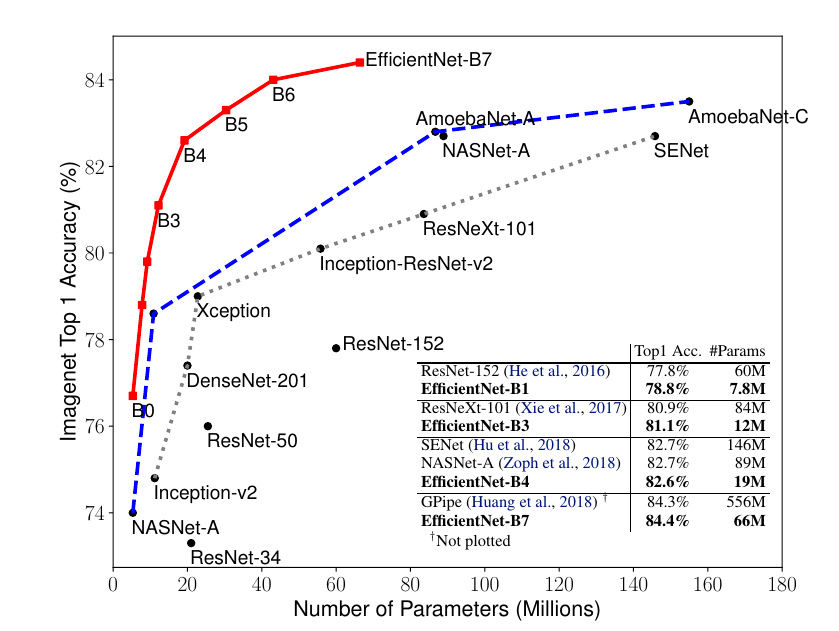 84
EfficientNet-B7
B6
AmoebaNet-A
AmoebaNet-C
B5
B4
NASNet-A
SENet
82
B3
ResNeXt-101
80
Inception-ResNet-v2
Xception
78
ResNet-152
DenseNet-201
B0
76
ResNet-50
Inception-v2
74
NASNet-A
ResNet-34
Imagenet Top 1 Accuracy (%)
Top1 Acc. #Params
ResNet-152 (He et al., 2016) 77.8% 60M
EfficientNet-B1 78.8% 7.8M
ResNeXt-101 (Xie et al., 2017) 80.9% 84M
EfficientNet-B3 81.1% 12M
SENet (Hu et al., 2018) 82.7% 146M
NASNet-A (Zoph et al., 2018) 82.7% 89M
EfficientNet-B4 82.6% 19M
GPipe (Huang et al., 2018) † 84.3% 556M
EfficientNet-B7 84.4% 66M
†Not plotted
0 20 40 60 80 100 120 140 160 180
Number of Parameters (Millions)